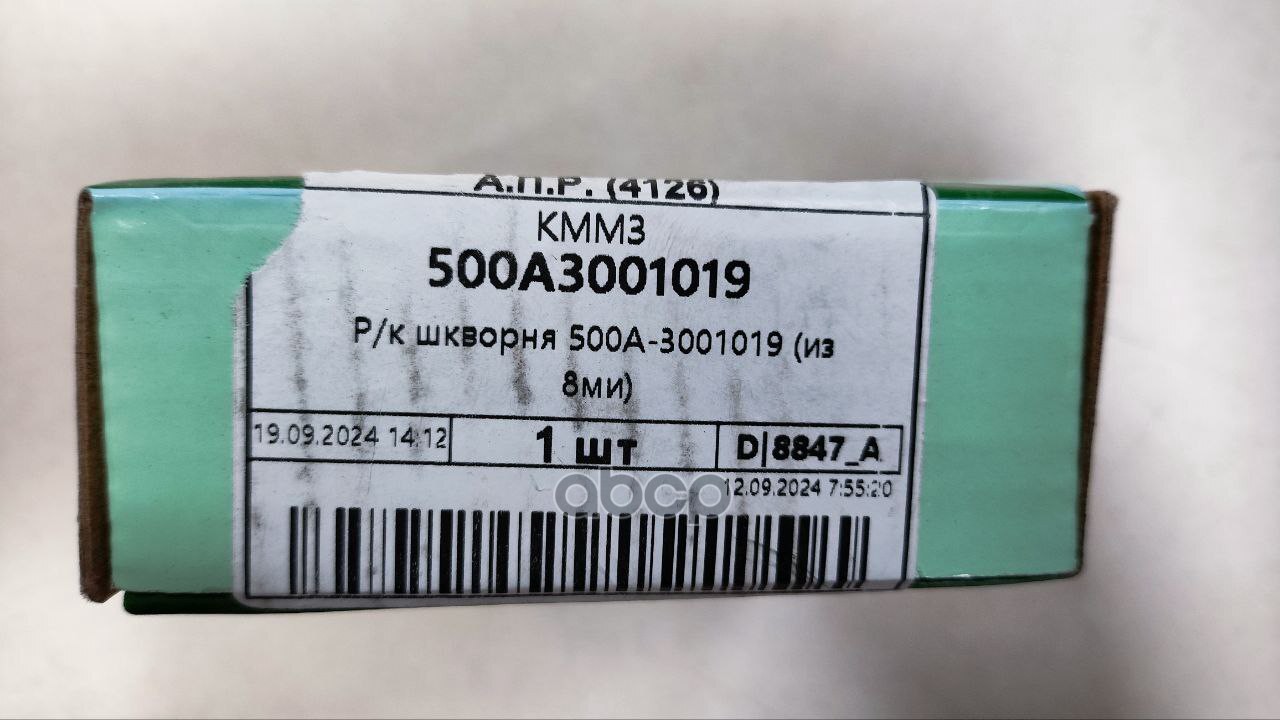 А.П.Р. (4126)
КММЗ
500А3001019
Р/к шкворня 500А-3001019 (из
8ми)
19.09.2024 14:12
1 шт
D|8847_A
12.09.2024 7:55:20
abcp